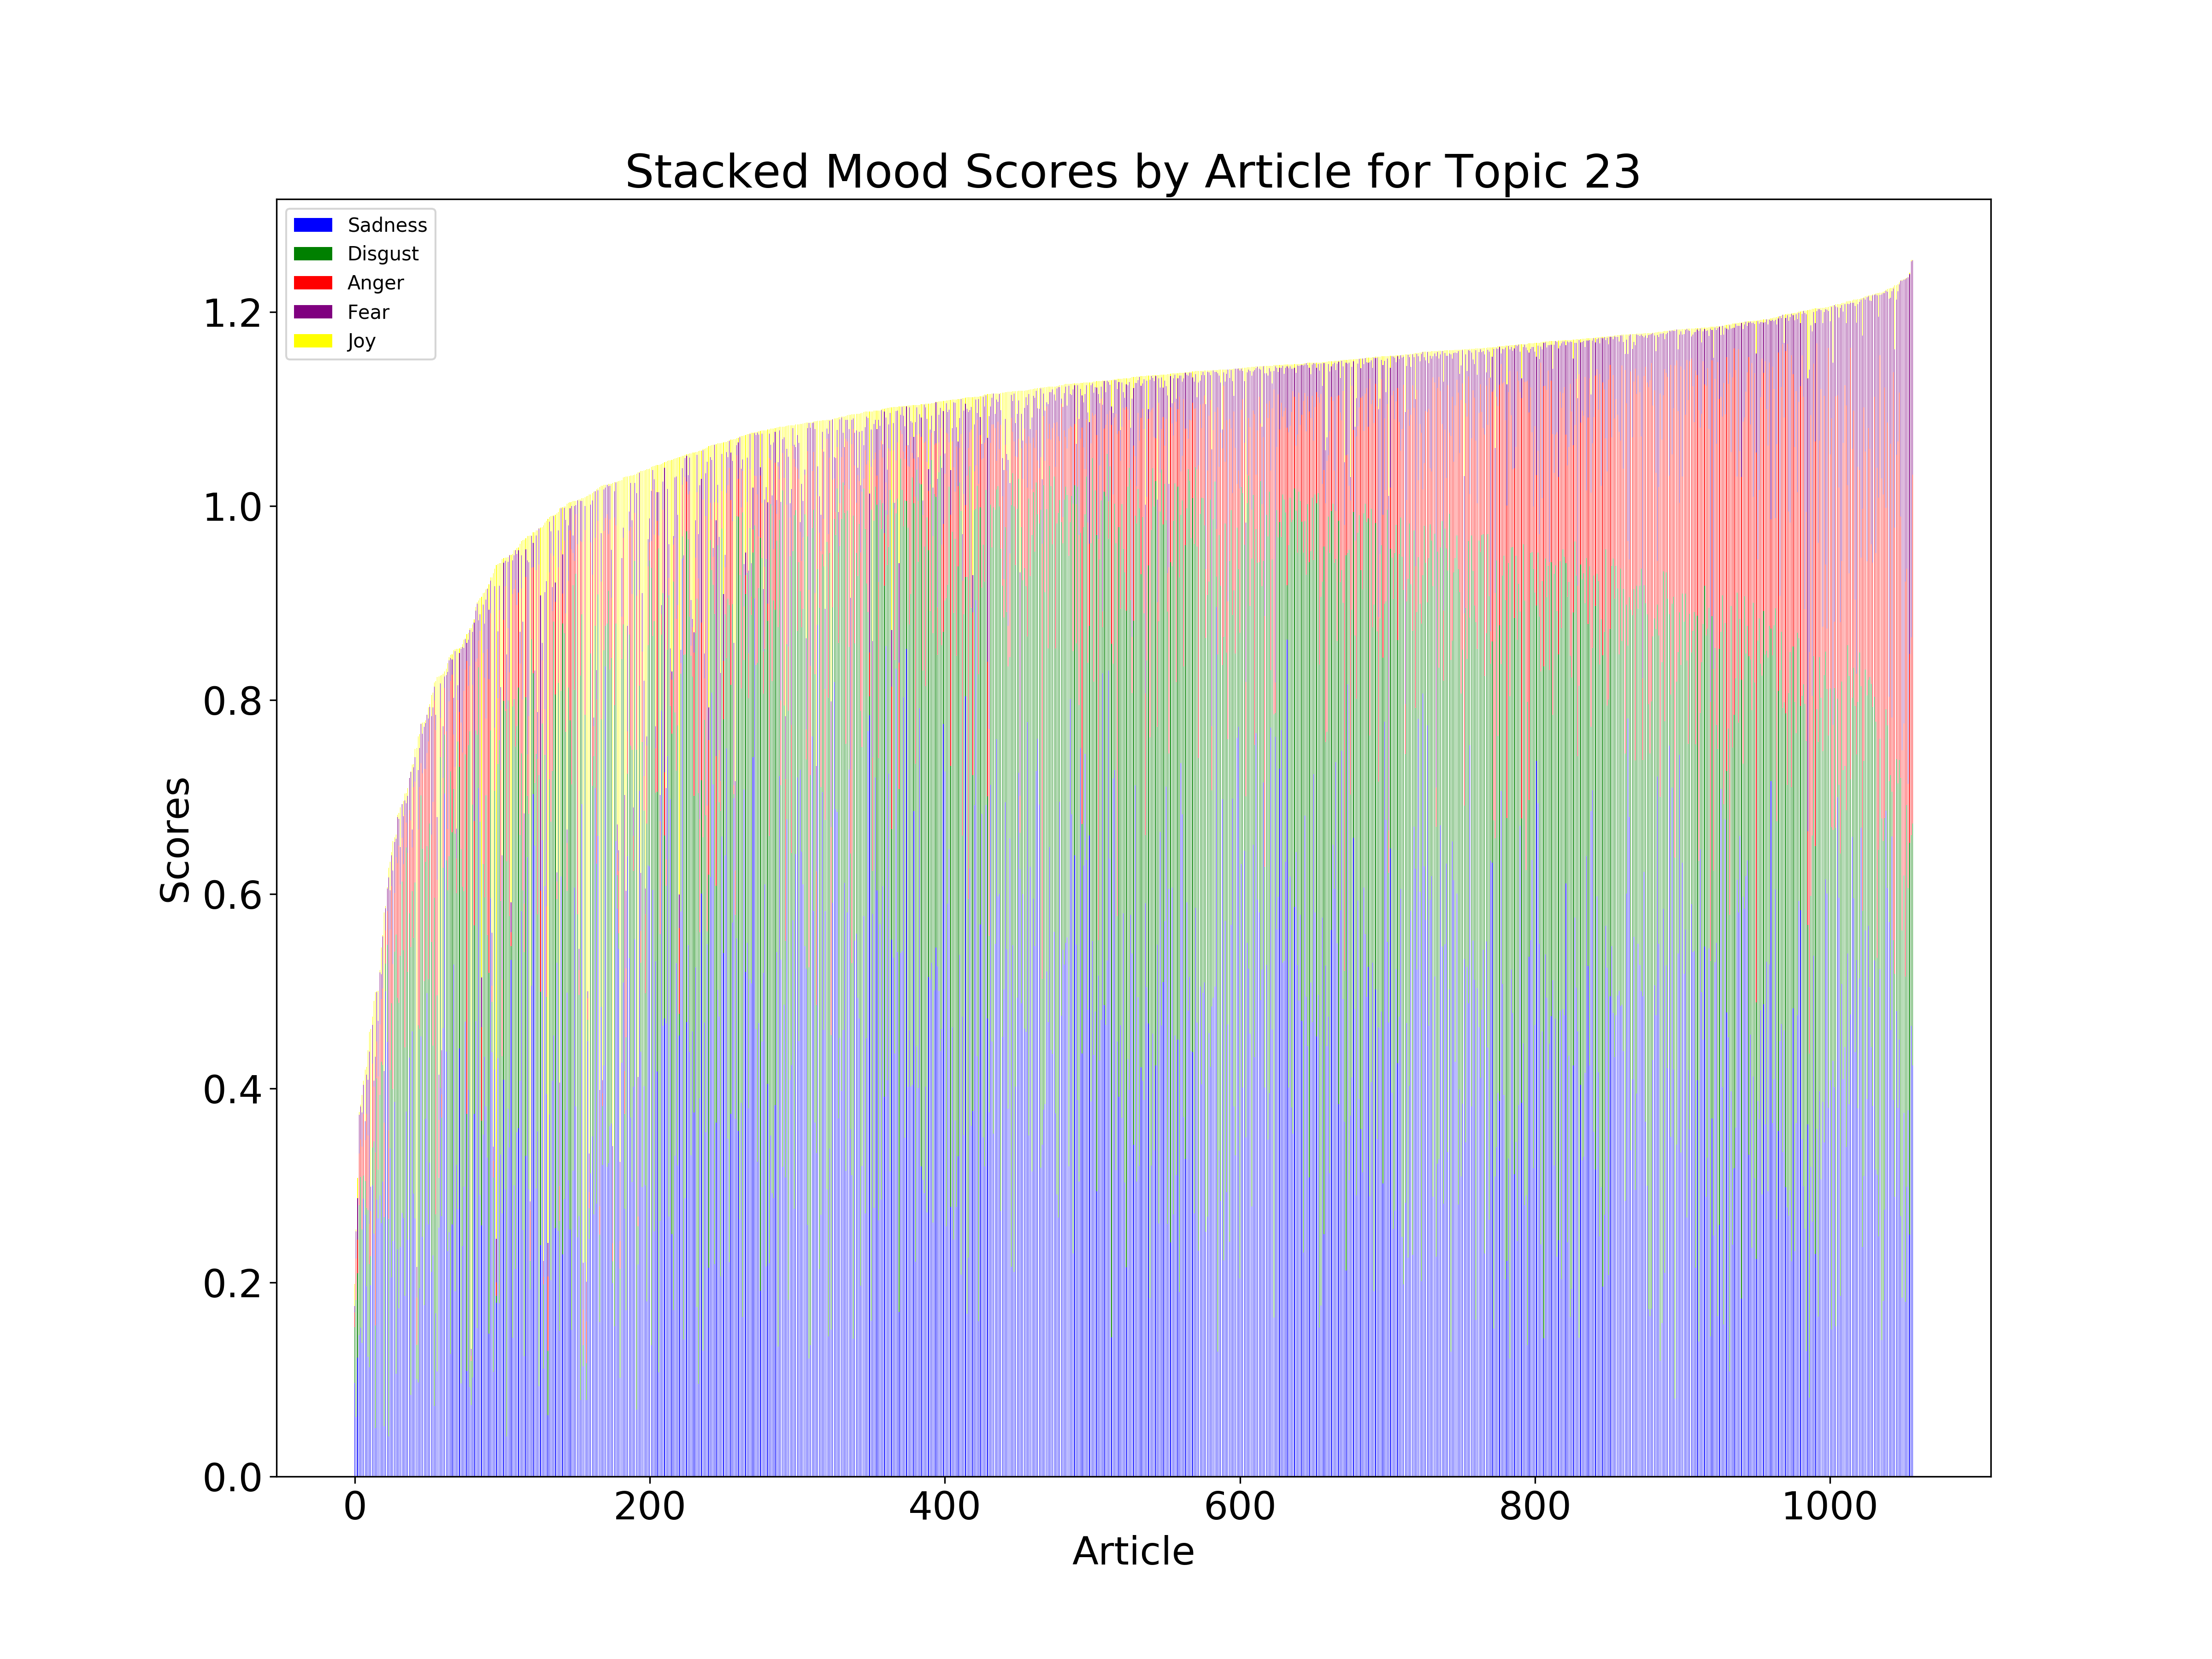 Stacked Mood Scores by Article for Topic 23
Sadness
Disgust
Anger
Fear
Joy
Scores
1.2
1.0
0.8
0.6
0.4
0.2
0.0
0 200 400 600 800 1000
Article